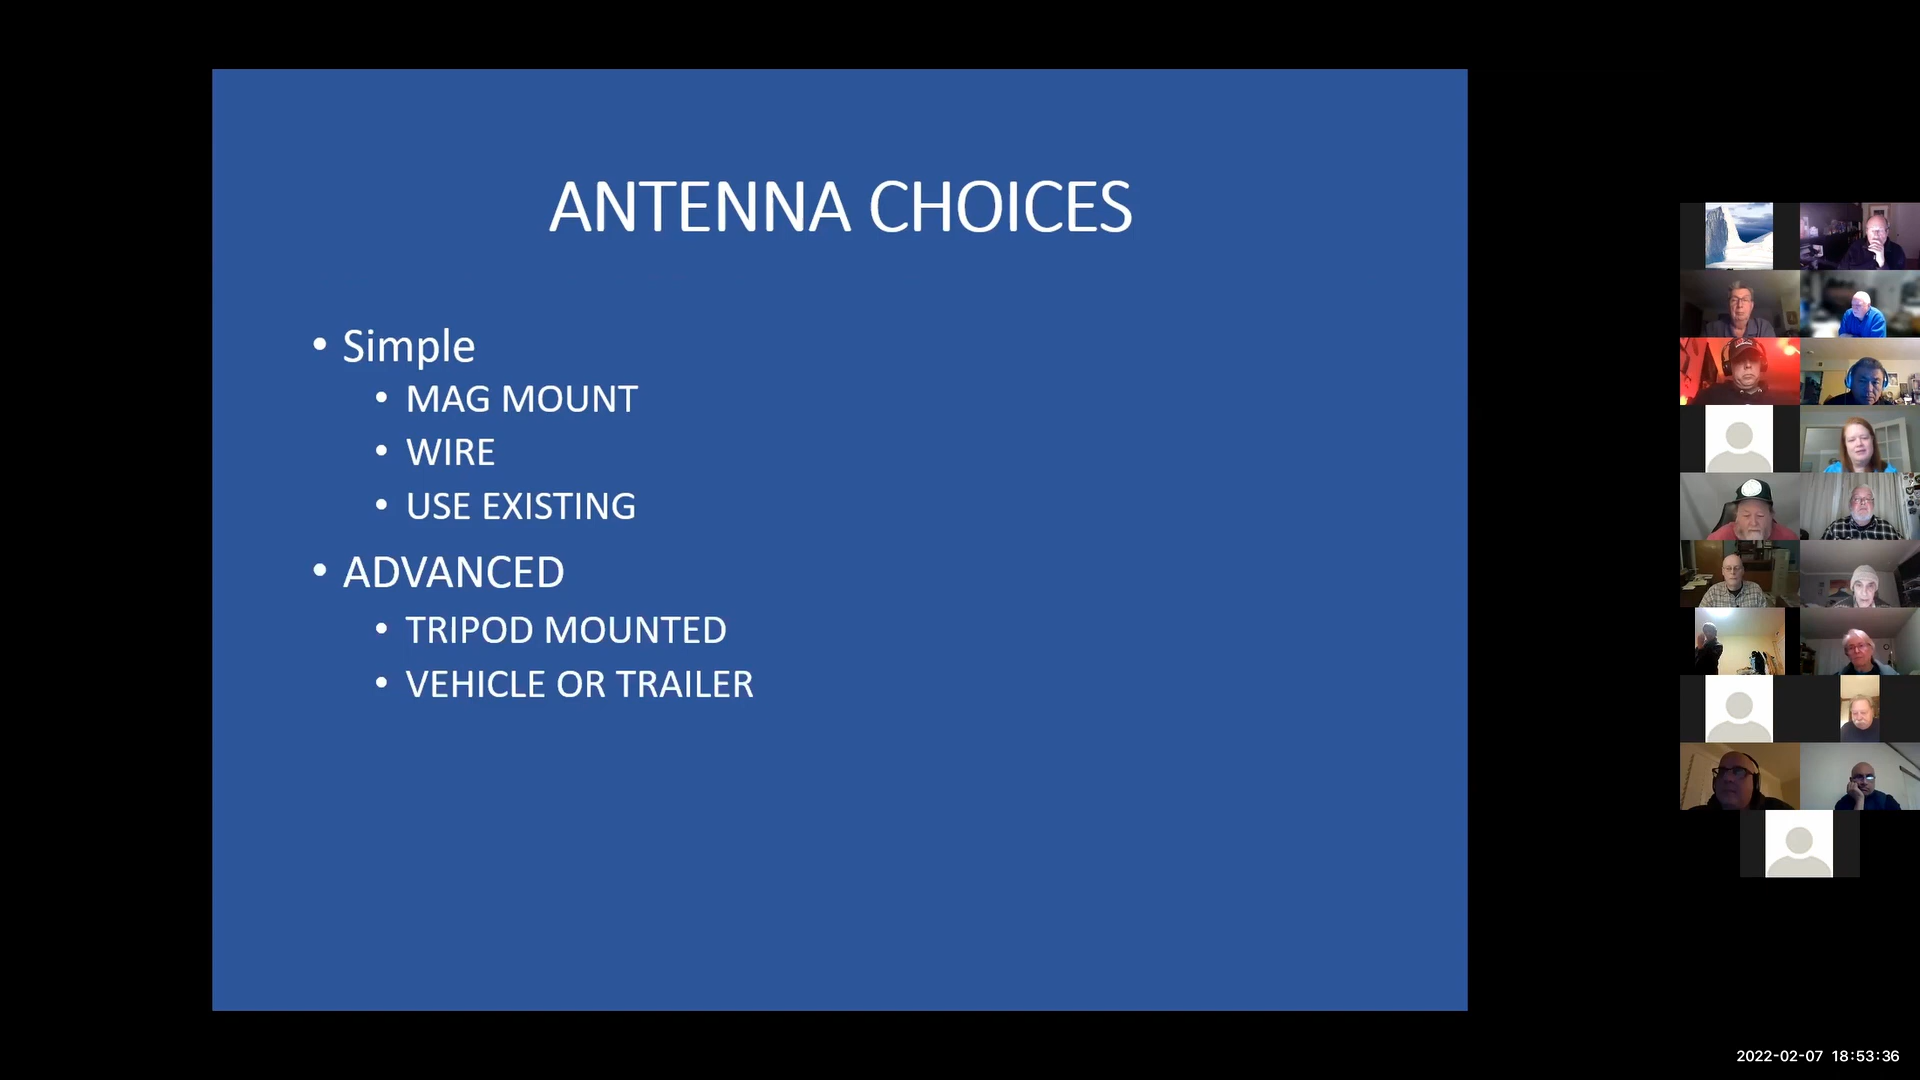 ANTENNA CHOICES
• Simple
• MAG MOUNT
• WIRE
• USE EXISTING
• ADVANCED
• TRIPOD MOUNTED
• VEHICLE OR TRAILER
2022-02-07 18:53:36